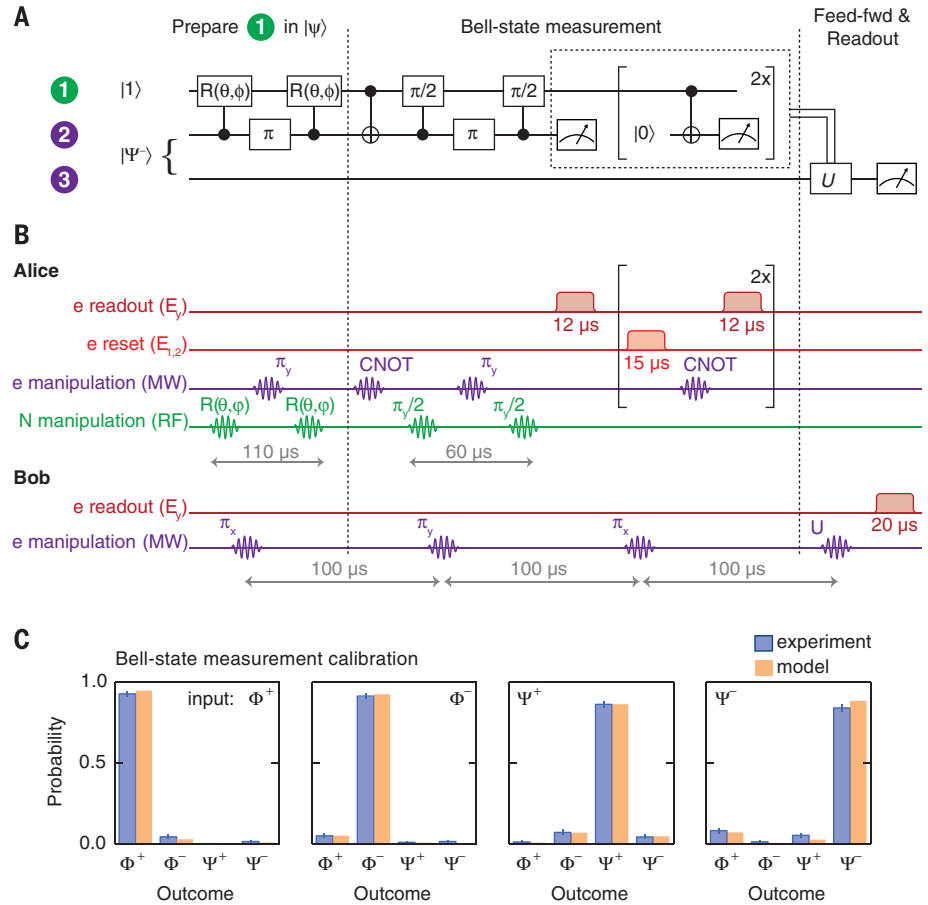 A
Prepare 1 in |ψ⟩
Bell-state measurement
Feed-fwd &
Readout
1 |1⟩ R(θ,ϕ) R(θ,ϕ) π/2 π/2 2x
2 π π |0⟩
|Ψ⁻⟩ {
3 U
B
Alice
2x
e readout (Ey) 12 µs 12 µs
e reset (E1,2) 15 µs
e manipulation (MW) πy CNOT πy CNOT
N manipulation (RF) R(θ,φ) R(θ,φ) πy/2 πy/2
110 µs 60 µs
Bob
e readout (Ey) 20 µs
e manipulation (MW) πx πy πx U
100 µs 100 µs 100 µs
C
Bell-state measurement calibration
experiment
model
Probability
1.0
0.5
0.0
input: Φ⁺ Φ⁻ Ψ⁺ Ψ⁻
Φ⁺ Φ⁻ Ψ⁺ Ψ⁻ Φ⁺ Φ⁻ Ψ⁺ Ψ⁻ Φ⁺ Φ⁻ Ψ⁺ Ψ⁻ Φ⁺ Φ⁻ Ψ⁺ Ψ⁻
Outcome Outcome Outcome Outcome